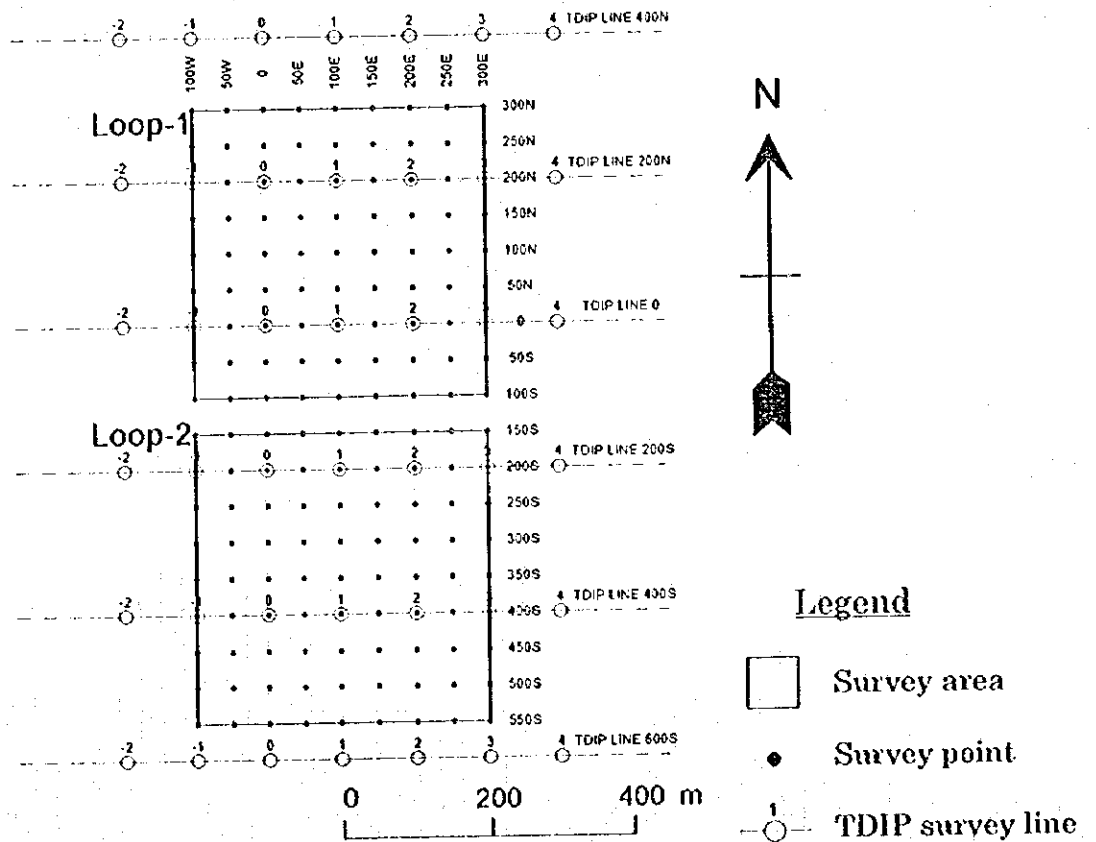 -2 -1 0 1 2 3 4 TDIP LINE 400N
100W 50W 0 50E 100E 150E 200E 250E 300E
N
300N
Loop-1
250N
-2 0 1 2 4 TDIP LINE 200N
200N
150N
100N
50N
-2 0 1 2 4 TDIP LINE 0
0
50S
100S
Loop-2
150S
-2 0 1 2 3 4 TDIP LINE 200S
200S
250S
300S
350S
-2 -1 0 1 2 4 TDIP LINE 400S
400S
450S
500S
550S
-2 -1 0 1 2 3 4 TDIP LINE 600S
0 200 400 m
Legend
Survey area
Survey point
1
TDIP survey line